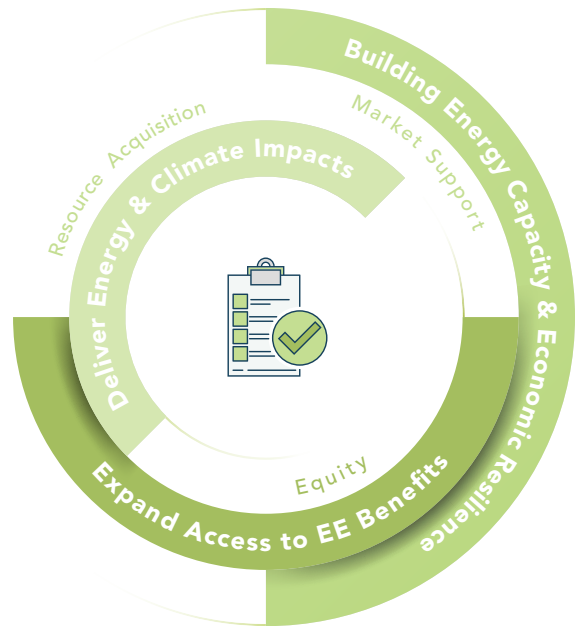 Building Energy Capacity & Economic Resilience
Market Support
Resource Acquisition
Deliver Energy & Climate Impacts
Equity
Expand Access to EE Benefits